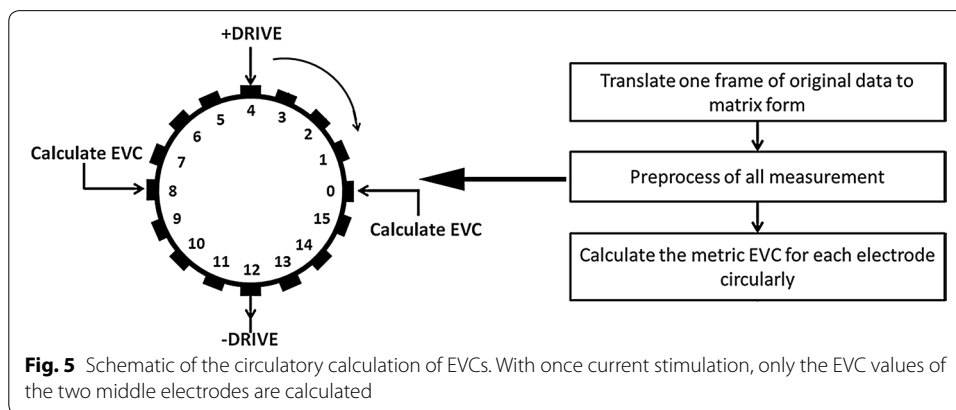 +DRIVE
4
3
2
1
0
15
14
13
12
11
10
9
8
7
6
5
Calculate EVC
Calculate EVC
-DRIVE
Translate one frame of original data to
matrix form
Preprocess of all measurement
Calculate the metric EVC for each electrode
circularly
Fig. 5 Schematic of the circulatory calculation of EVCs. With once current stimulation, only the EVC values of
the two middle electrodes are calculated